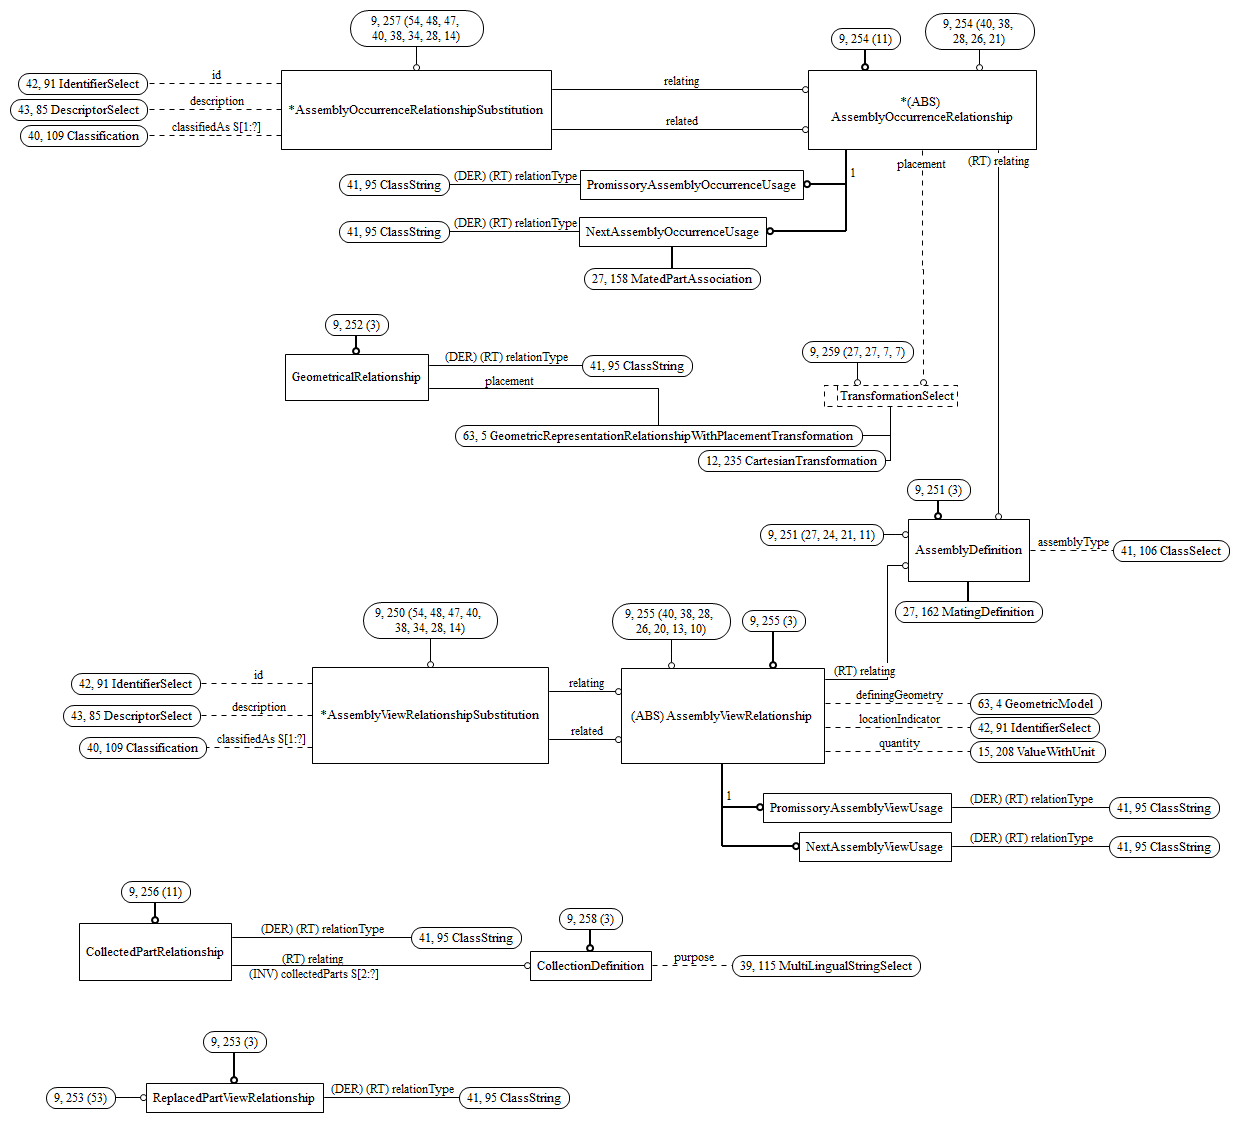 9, 257 (54, 48, 47,
40, 38, 34, 28, 14)
9, 254 (11)
9, 254 (40, 38,
28, 26, 21)
42, 91 IdentifierSelect
id
43, 85 DescriptorSelect
description
40, 109 Classification
classifiedAs S[1:?]
*AssemblyOccurrenceRelationshipSubstitution
relating
related
*(ABS)
AssemblyOccurrenceRelationship
placement
(RT) relating
1
41, 95 ClassString
(DER) (RT) relationType
PromissoryAssemblyOccurrenceUsage
41, 95 ClassString
(DER) (RT) relationType
NextAssemblyOccurrenceUsage
27, 158 MatedPartAssociation
9, 252 (3)
GeometricalRelationship
(DER) (RT) relationType
41, 95 ClassString
placement
9, 259 (27, 27, 7, 7)
TransformationSelect
63, 5 GeometricRepresentationRelationshipWithPlacementTransformation
12, 235 CartesianTransformation
9, 251 (3)
9, 251 (27, 24, 21, 11)
AssemblyDefinition
assemblyType
41, 106 ClassSelect
27, 162 MatingDefinition
9, 250 (54, 48, 47, 40,
38, 34, 28, 14)
9, 255 (40, 38, 28,
26, 20, 13, 10)
9, 255 (3)
42, 91 IdentifierSelect
id
43, 85 DescriptorSelect
description
40, 109 Classification
classifiedAs S[1:?]
*AssemblyViewRelationshipSubstitution
relating
related
(ABS) AssemblyViewRelationship
(RT) relating
definingGeometry
63, 4 GeometricModel
locationIndicator
42, 91 IdentifierSelect
quantity
15, 208 ValueWithUnit
1
PromissoryAssemblyViewUsage
(DER) (RT) relationType
41, 95 ClassString
NextAssemblyViewUsage
(DER) (RT) relationType
41, 95 ClassString
9, 256 (11)
CollectedPartRelationship
(DER) (RT) relationType
41, 95 ClassString
(RT) relating
(INV) collectedParts S[2:?]
9, 258 (3)
CollectionDefinition
purpose
39, 115 MultiLingualStringSelect
9, 253 (3)
9, 253 (53)
ReplacedPartViewRelationship
(DER) (RT) relationType
41, 95 ClassString